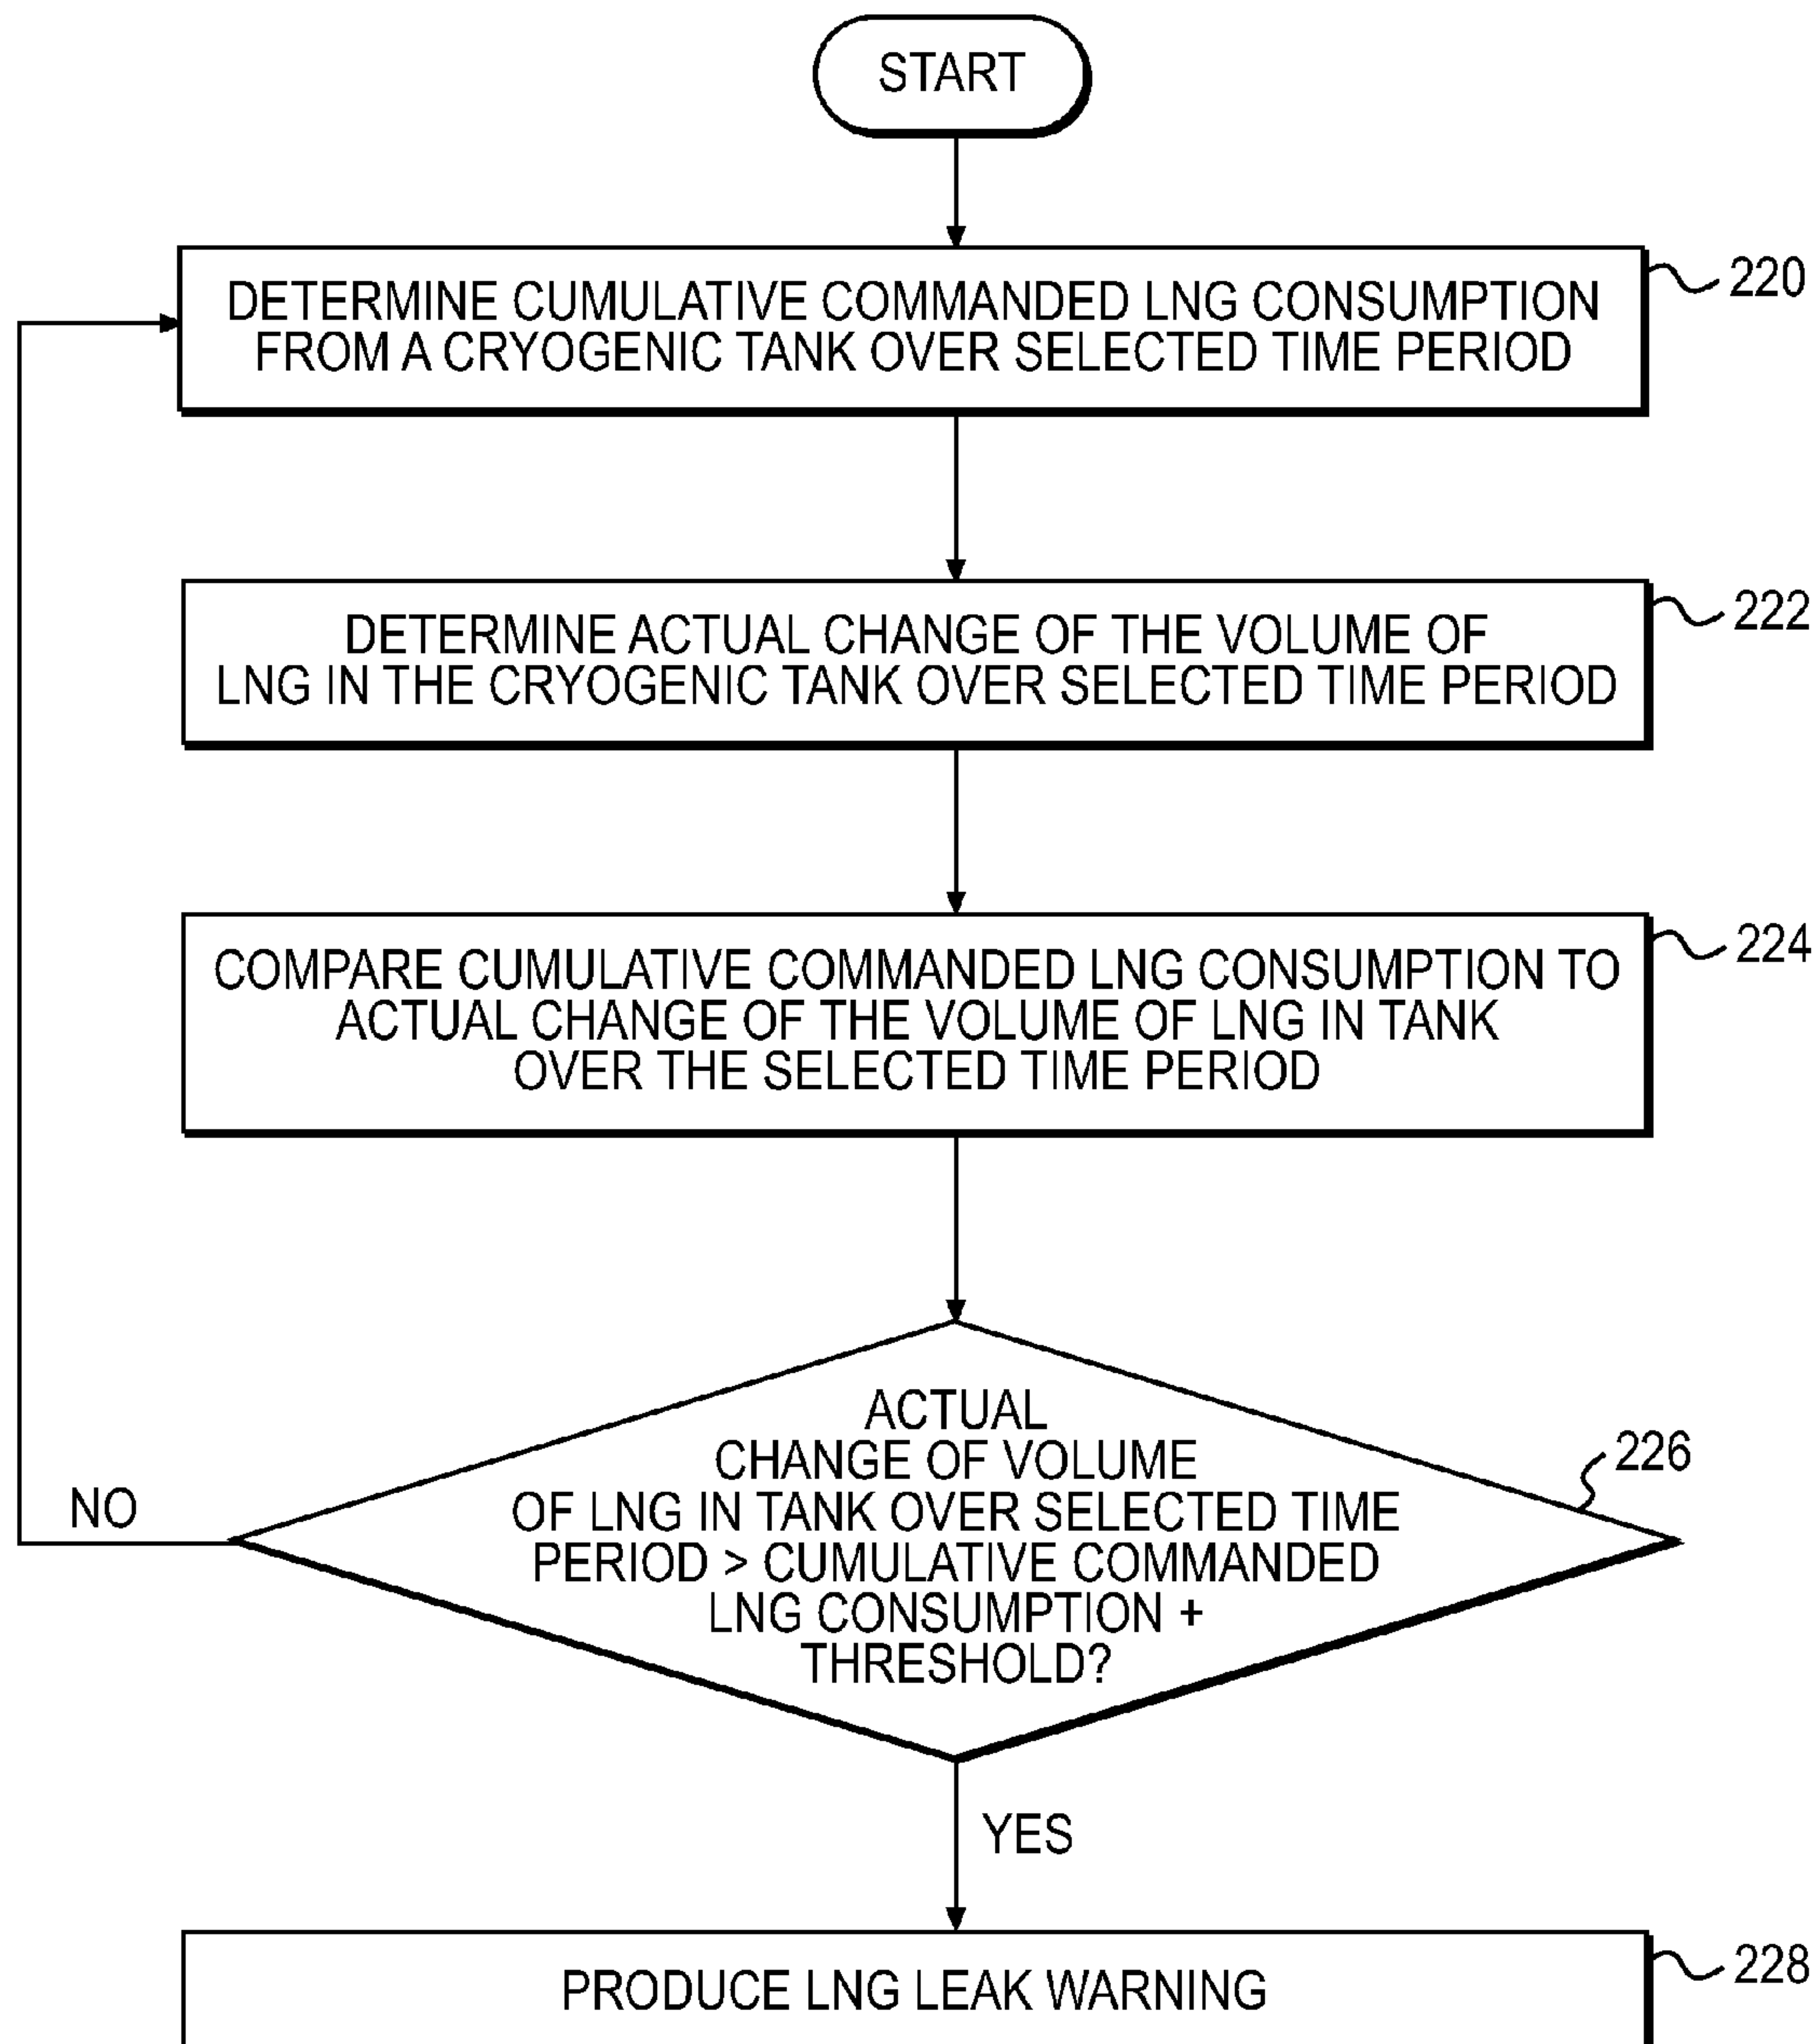 START
DETERMINE CUMULATIVE COMMANDED LNG CONSUMPTION
FROM A CRYOGENIC TANK OVER SELECTED TIME PERIOD
220
DETERMINE ACTUAL CHANGE OF THE VOLUME OF
LNG IN THE CRYOGENIC TANK OVER SELECTED TIME PERIOD
222
COMPARE CUMULATIVE COMMANDED LNG CONSUMPTION TO
ACTUAL CHANGE OF THE VOLUME OF LNG IN TANK
OVER THE SELECTED TIME PERIOD
224
ACTUAL
CHANGE OF VOLUME
OF LNG IN TANK OVER SELECTED TIME
PERIOD > CUMULATIVE COMMANDED
LNG CONSUMPTION +
THRESHOLD?
226
NO
YES
PRODUCE LNG LEAK WARNING
228